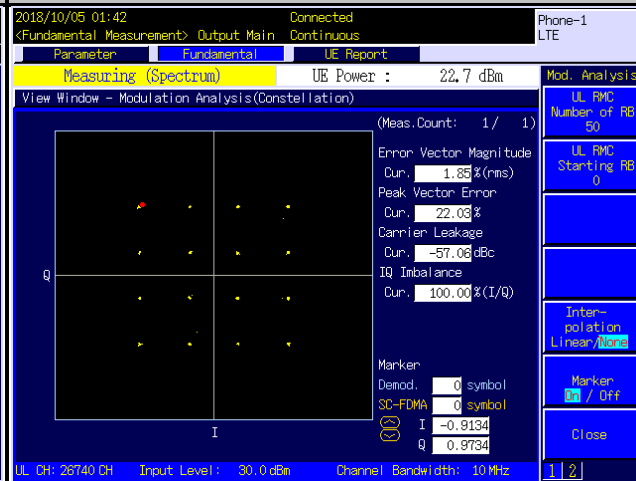 2018/10/05 01:42 Connected Phone-1
<Fundamental Measurement> Output Main Continuous LTE
Parameter Fundamental UE Report
Measuring (Spectrum) UE Power : 22.7 dBm Mod. Analysis
View Window - Modulation Analysis(Constellation)
UL RMC
Number of RB
50
(Meas.Count: 1/ 1)
Error Vector Magnitude
Cur. 1.85 %(rms)
Peak Vector Error
Cur. 22.03 %
Carrier Leakage
Cur. -57.06 dBc
IQ Imbalance
Cur. 100.00 %(I/Q)
UL RMC
Starting RB
0
Q
I
Inter-
polation
Linear/None
Marker
Demod. 0 symbol
SC-FDMA 0 symbol
I -0.9134
Q 0.9734
Marker
On / Off
Close
UL CH: 26740 CH Input Level: 30.0 dBm Channel Bandwidth: 10 MHz
1 2